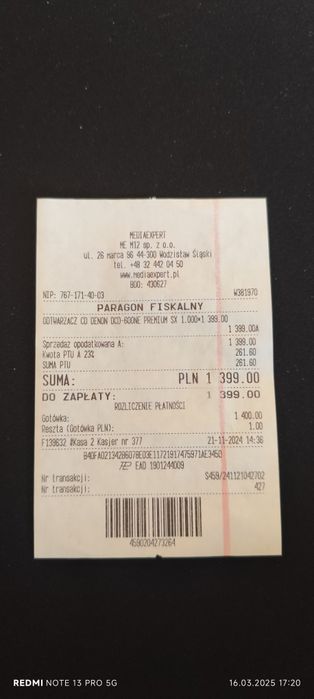 MEDIAEXPERT
ME M12 sp. z o.o.
ul. 26 marca 96 44-300 Wodzisław Śląski
tel. +48 32 442 04 50
www.mediaexpert.pl
BDO: 430627
NIP: 767-171-40-03 W381970
PARAGON FISKALNY
ODTWARZACZ CD DENON DCD-600NE PREMIUM SX 1.000×1 399.00
1 399.00A
Sprzedaż opodatkowana A: 1 399.00
Kwota PTU A 23% 261.60
SUMA PTU 261.60
SUMA: PLN 1 399.00
DO ZAPŁATY: 1 399.00
ROZLICZENIE PŁATNOŚCI
Gotówka: 1 400.00
Reszta (Gotówka PLN): 1.00
F139632 #Kasa 2 Kasjer nr 377 21-11-2024 14:36
EAD 1901244009
Nr transakcji: S459/241121042702
Nr transakcji: 427
4590204273264
REDMI NOTE 13 PRO 5G 16.03.2025 17:20